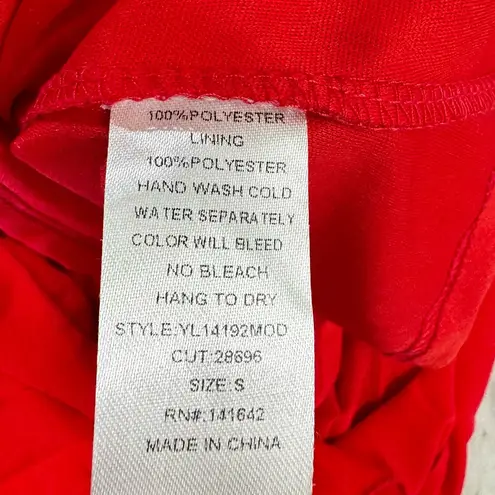 100%POLYESTER
LINING
100%POLYESTER
HAND WASH COLD
WATER SEPARATELY
COLOR WILL BLEED
NO BLEACH
HANG TO DRY
STYLE:YL14192MOD
CUT:28696
SIZE:S
RN#:141642
MADE IN CHINA